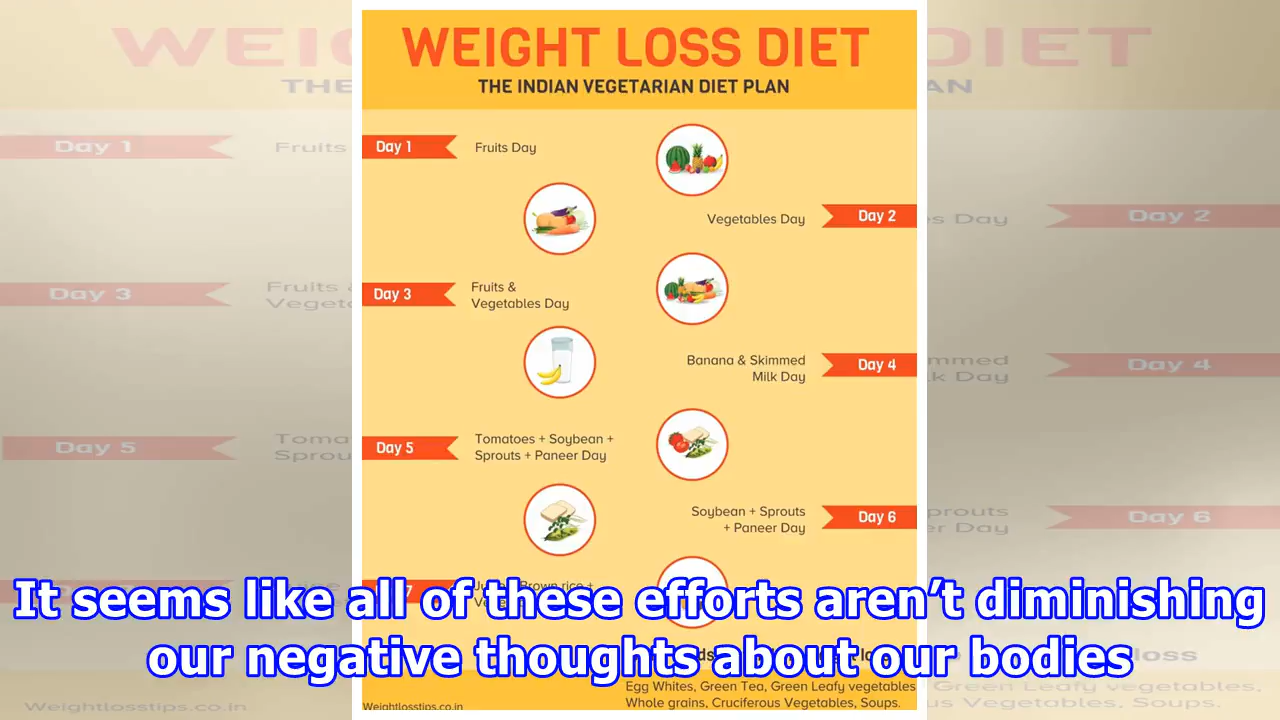 WEIGHT LOSS DIET
THE INDIAN VEGETARIAN DIET PLAN
Day 1
Fruits Day
Vegetables Day
Day 2
Day 3
Fruits &
Vegetables Day
Banana & Skimmed
Milk Day
Day 4
Day 5
Tomatoes + Soybean +
Sprouts + Paneer Day
Soybean + Sprouts
+ Paneer Day
Day 6
7
Brown rice +
It seems like all of these efforts aren’t diminishing
our negative thoughts about our bodies
Egg Whites, Green Tea, Green Leafy vegetables
Whole grains, Cruciferous Vegetables, Soups.
Weightlosstips.co.in